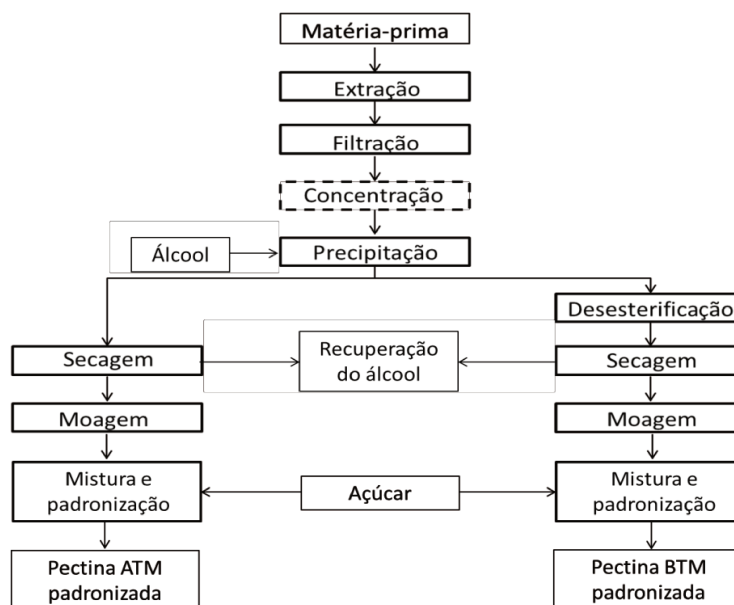 Matéria-prima
Extração
Filtração
Concentração
Álcool
Precipitação
Desesterificação
Secagem
Recuperação
do álcool
Secagem
Moagem
Moagem
Mistura e
padronização
Açúcar
Mistura e
padronização
Pectina ATM
padronizada
Pectina BTM
padronizada